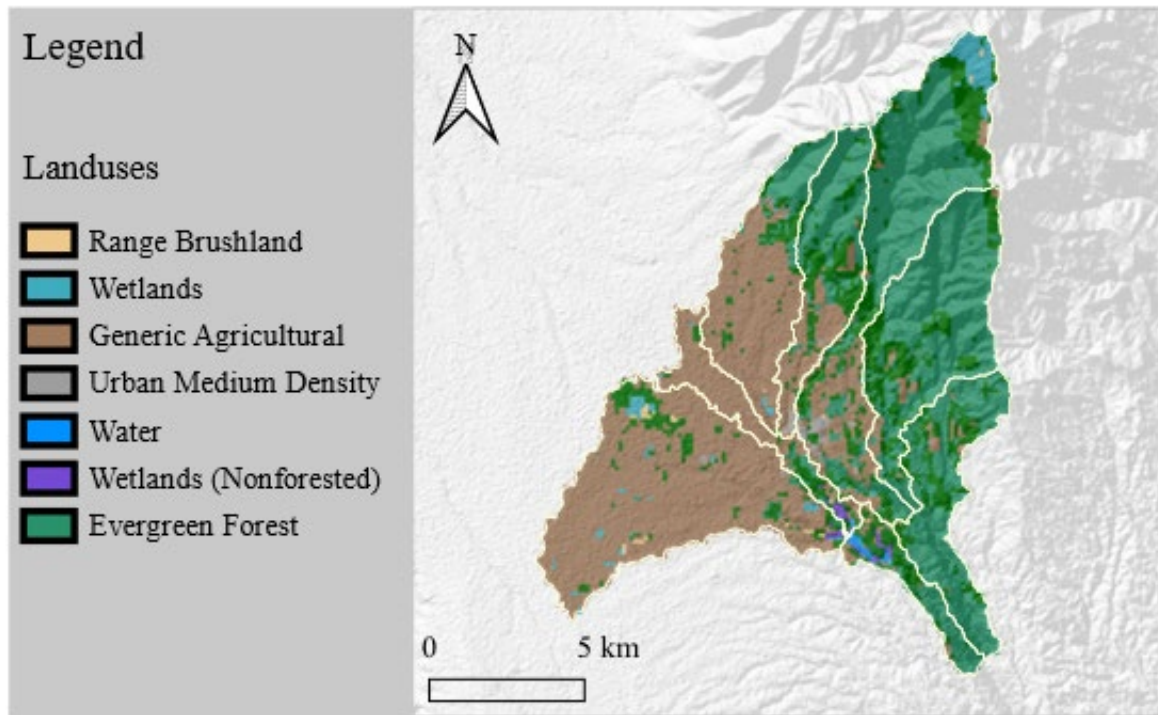 Legend
N
Landuses
Range Brushland
Wetlands
Generic Agricultural
Urban Medium Density
Water
Wetlands (Nonforested)
Evergreen Forest
0 5 km